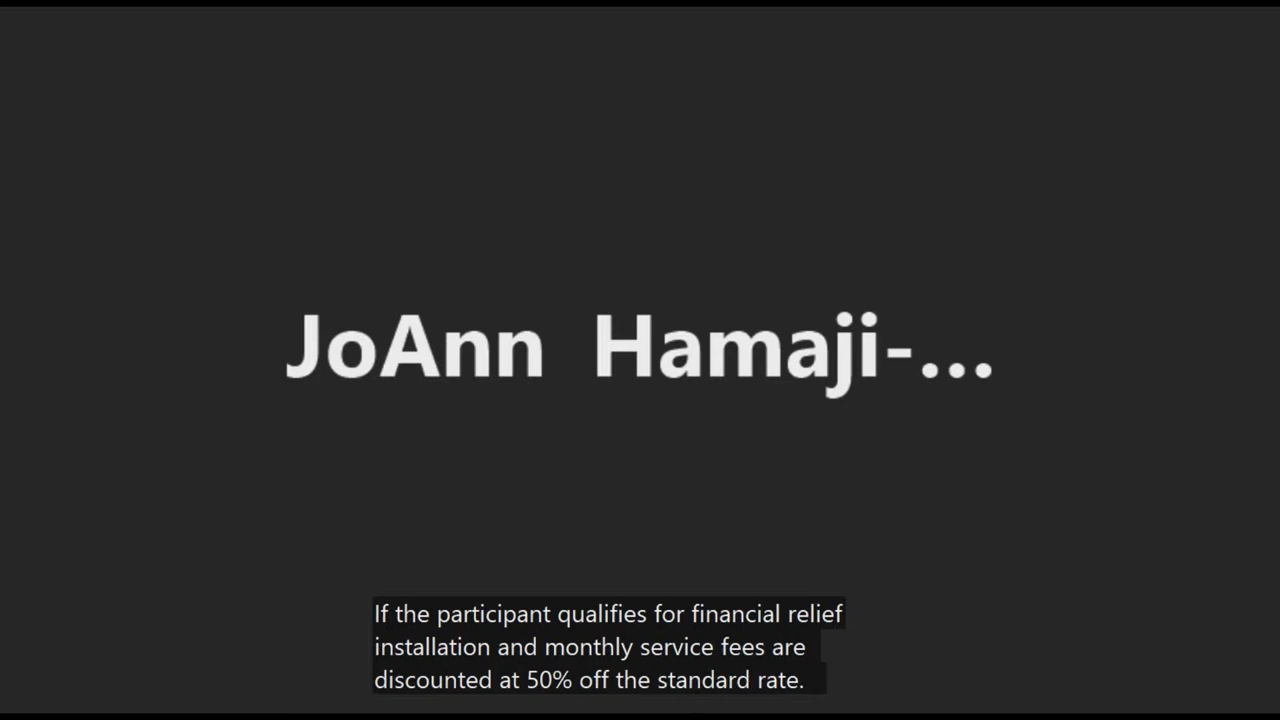 JoAnn Hamaji-...
If the participant qualifies for financial relief
installation and monthly service fees are
discounted at 50% off the standard rate.